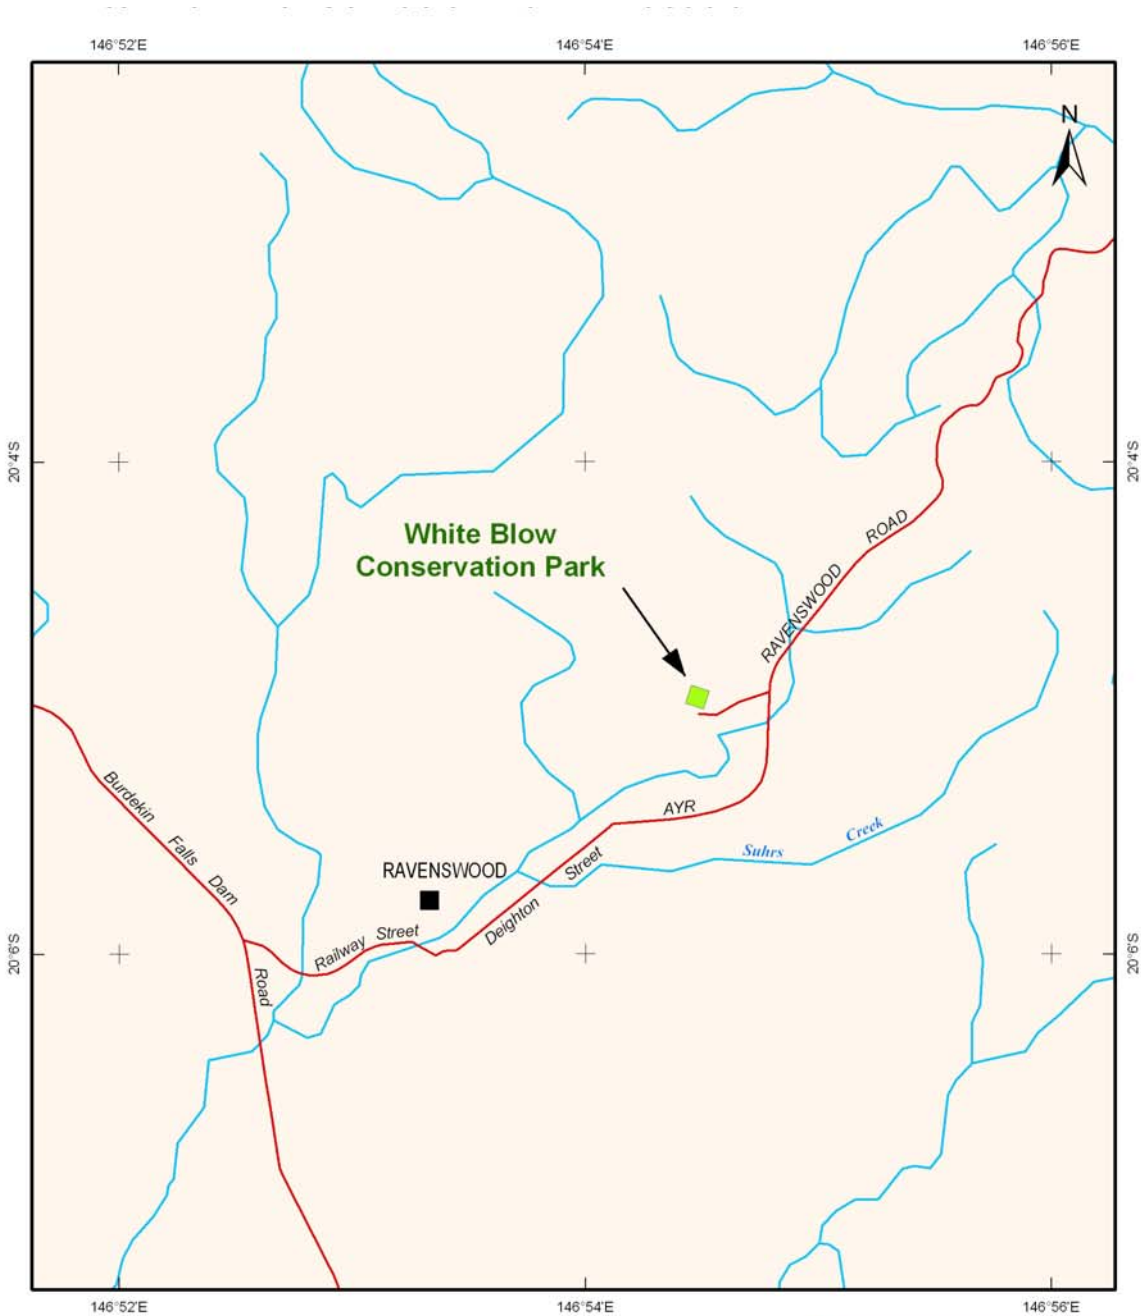 146°52'E 146°54'E 146°56'E
N
20°4'S 20°4'S
White Blow
Conservation Park
ROAD
RAVENSWOOD
Burdekin
Falls
Dam
Road
AYR
Suhrs Creek
RAVENSWOOD
Street
Deighton
Railway Street
20°6'S 20°6'S
146°52'E 146°54'E 146°56'E